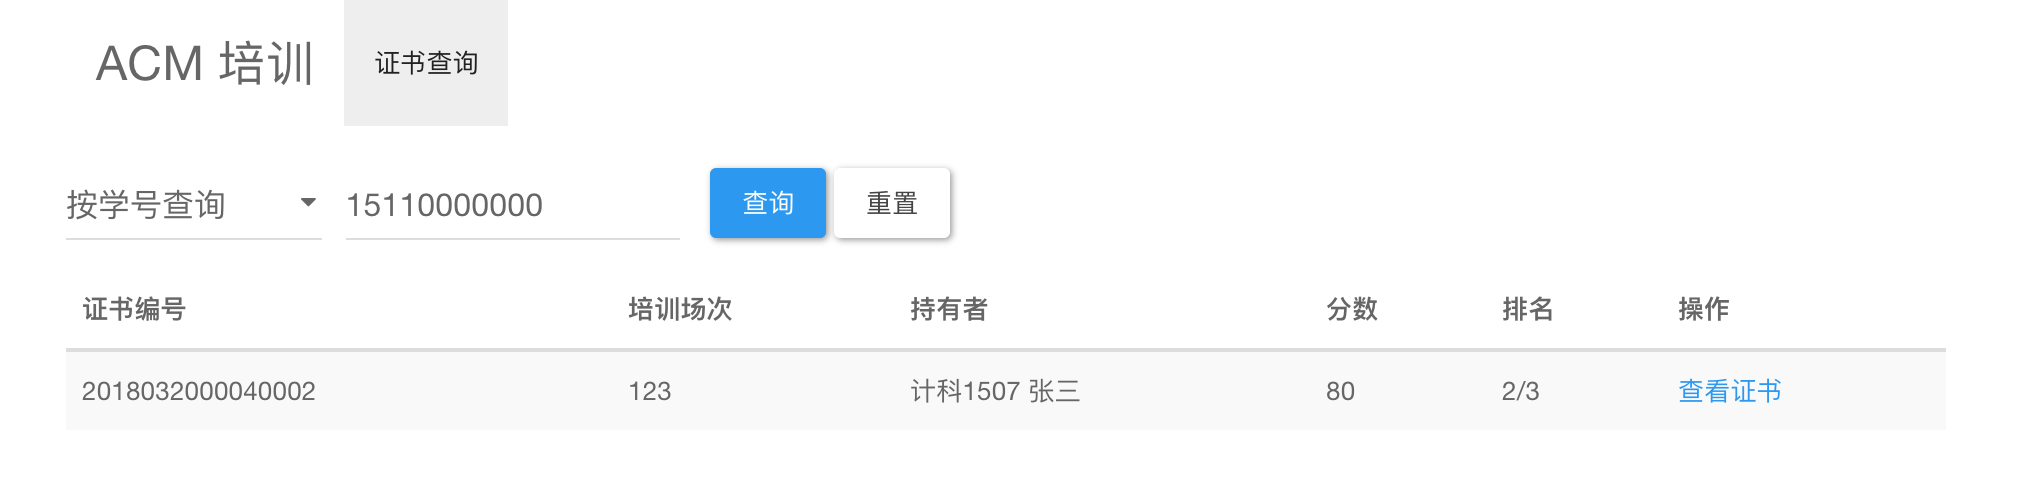 ACM 培训 证书查询
按学号查询 15110000000 查询 重置
证书编号 培训场次 持有者 分数 排名 操作
2018032000040002 123 计科1507 张三 80 2/3 查看证书